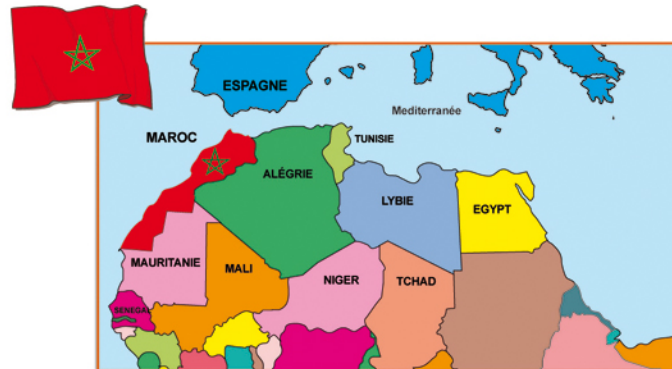 ESPAGNE
Mediterranée
MAROC
TUNISIE
ALÉGRIE
LYBIE
EGYPT
MAURITANIE
MALI
NIGER
TCHAD
SENEGAL